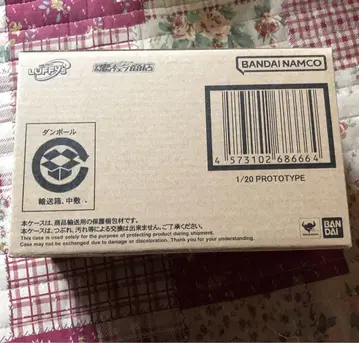 LUFFY's
魂ウェブ商店
BANDAI NAMCO
ダンボール
輸送箱、中敷
4 573102 686664
1/20 PROTOTYPE
本ケースは、商品輸送用の保護梱包材です。
本ケースは、つぶれ、汚れ等による交換は出来ません。ご了承ください。
This case is used solely for the purpose of protecting product during shipment.
Case may not be exchanged due to damage or discoloration. Thank you for your understanding.
BAN
DAI